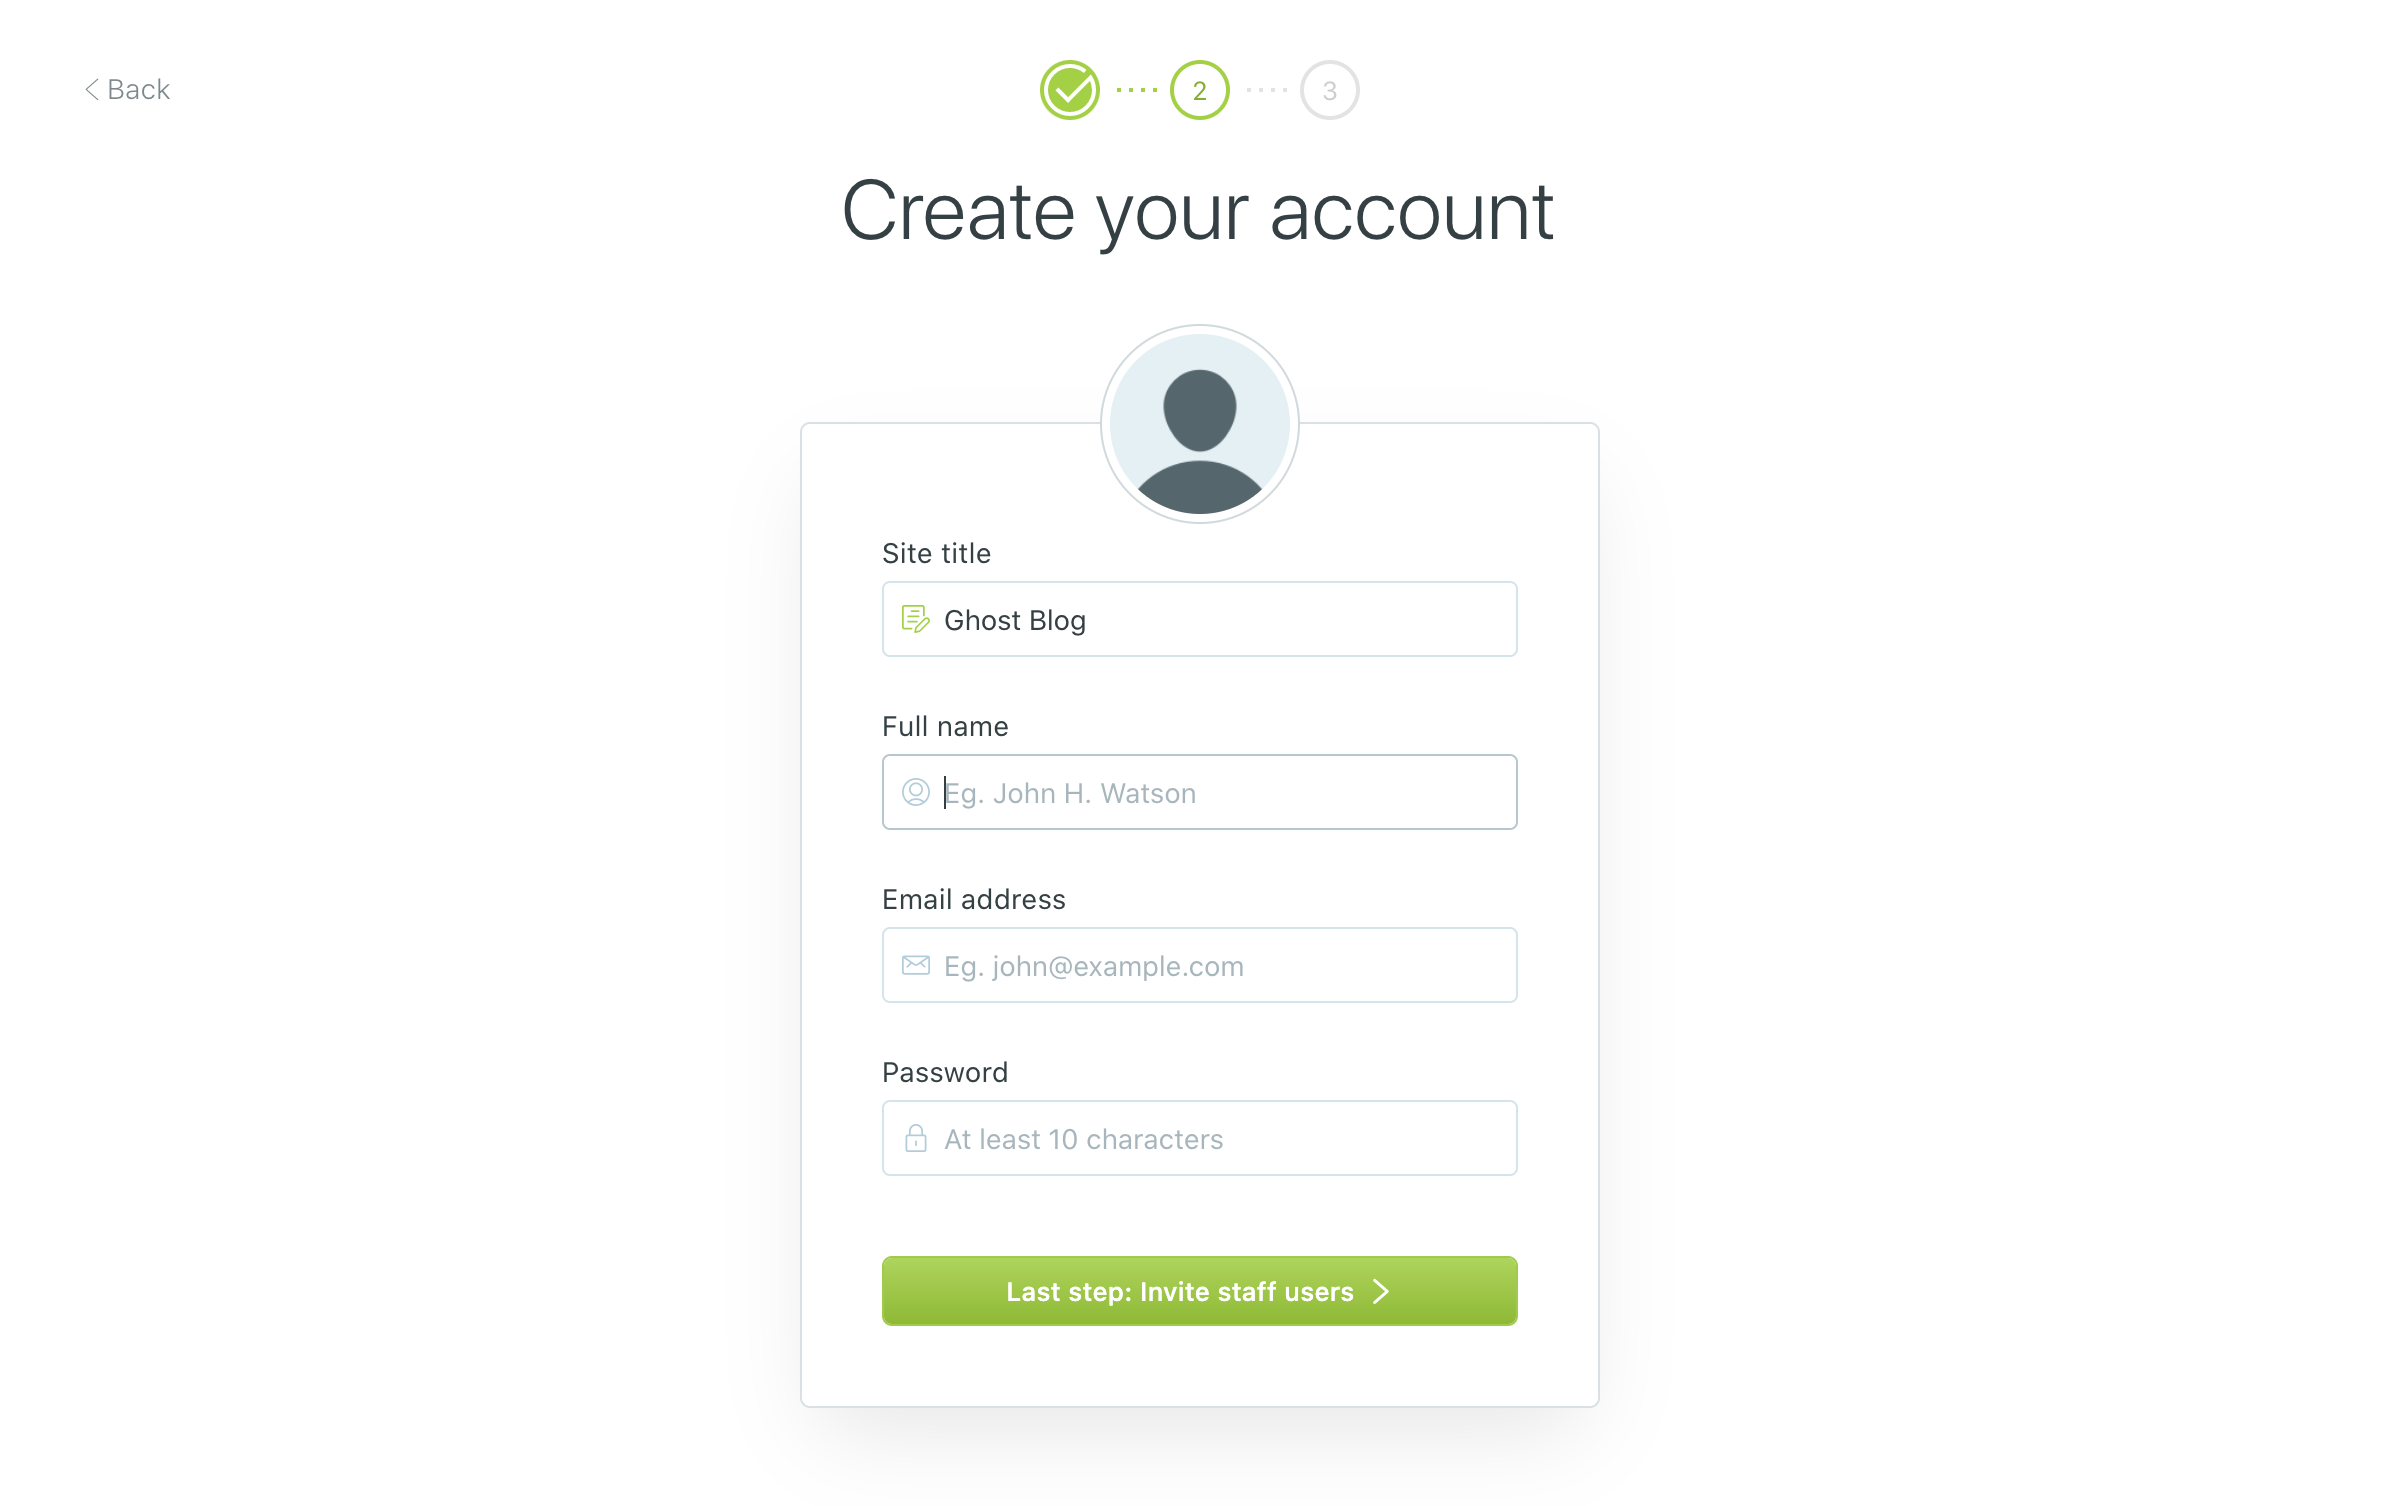 Back
2
3
Create your account
Site title
Ghost Blog
Full name
Eg. John H. Watson
Email address
Eg. john@example.com
Password
At least 10 characters
Last step: Invite staff users